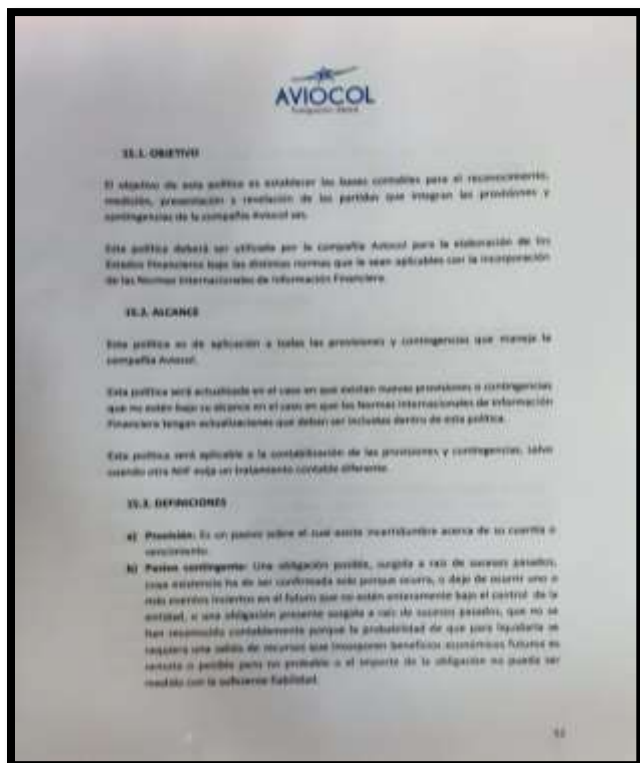 AVIOCOL
15.1. OBJETIVO
El objetivo de esta política es establecer las bases contables para el reconocimiento,
medición, presentación y revelación de las partidas que integran las provisiones y
contingencias de la compañía Aviocol sas.
Esta política deberá ser utilizada por la compañía Aviocol para la elaboración de los
Estados Financieros bajo las distintas normas que le sean aplicables con la incorporación
de las Normas Internacionales de Información Financiera.
15.2. ALCANCE
Esta política es de aplicación a todas las provisiones y contingencias que maneje la
compañía Aviocol.
Esta política será actualizada en el caso en que existan nuevas provisiones o contingencias
que no estén bajo su alcance en el caso en que las Normas Internacionales de Información
Financiera tengan actualizaciones que deban ser incluidas dentro de esta política.
Esta política será aplicable a la contabilización de las provisiones y contingencias, salvo
cuando otra NIIF exija un tratamiento contable diferente.
15.3. DEFINICIONES
a) Provisión: Es un pasivo sobre el cual existe incertidumbre acerca de su cuantía o
vencimiento.
b) Pasivo contingente: Una obligación posible, surgida a raíz de sucesos pasados,
cuya existencia ha de ser confirmada solo porque ocurra, o deje de ocurrir uno o
más eventos inciertos en el futuro que no estén enteramente bajo el control de la
entidad, o una obligación presente surgida a raíz de sucesos pasados, que no se
han reconocido contablemente porque la probabilidad de que para liquidarla se
requiera una salida de recursos que incorporen beneficios económicos futuros es
remota o posible pero no probable o el importe de la obligación no pueda ser
medido con la suficiente fiabilidad.